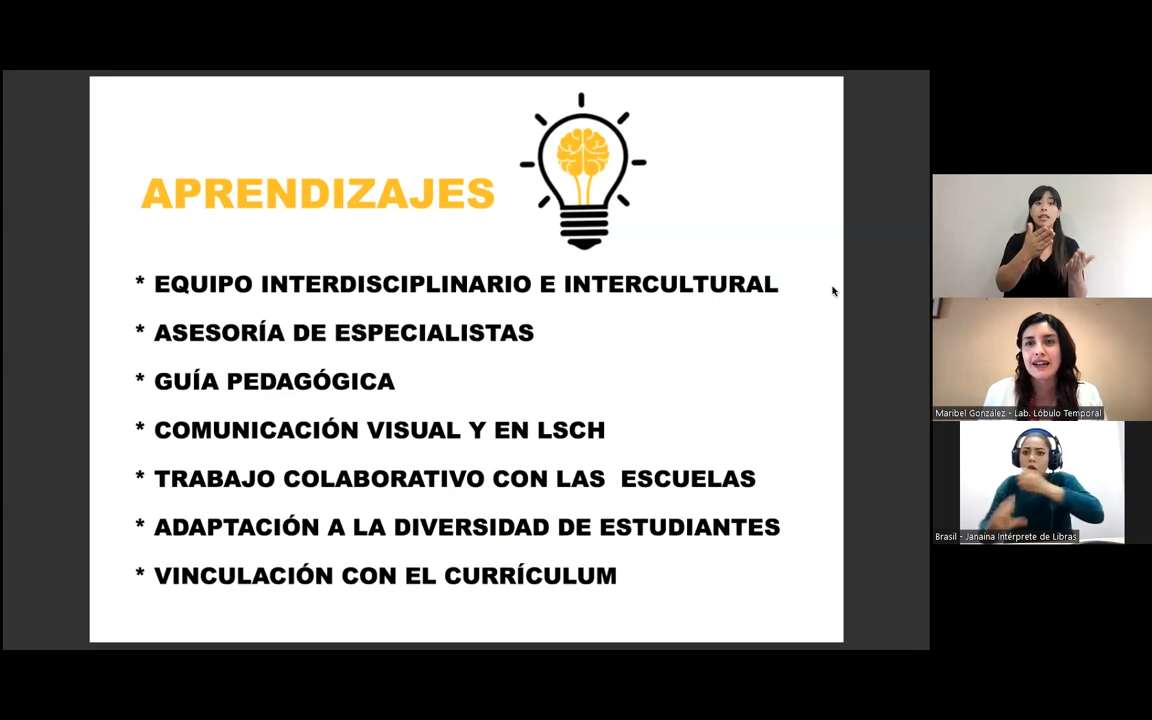 APRENDIZAJES
* EQUIPO INTERDISCIPLINARIO E INTERCULTURAL
* ASESORÍA DE ESPECIALISTAS
* GUÍA PEDAGÓGICA
* COMUNICACIÓN VISUAL Y EN LSCH
* TRABAJO COLABORATIVO CON LAS ESCUELAS
* ADAPTACIÓN A LA DIVERSIDAD DE ESTUDIANTES
* VINCULACIÓN CON EL CURRÍCULUM
Maribel González - Lab. Lóbulo Temporal
Brasil - Janaína Intérprete de Libras